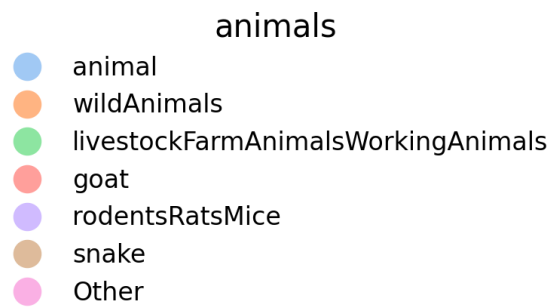 animals
animal
wildAnimals
livestockFarmAnimalsWorkingAnimals
goat
rodentsRatsMice
snake
Other